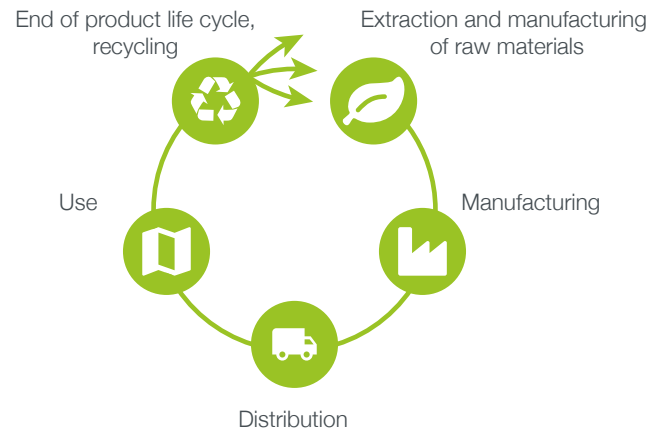 End of product life cycle,
recycling
Extraction and manufacturing
of raw materials
Use
Manufacturing
Distribution